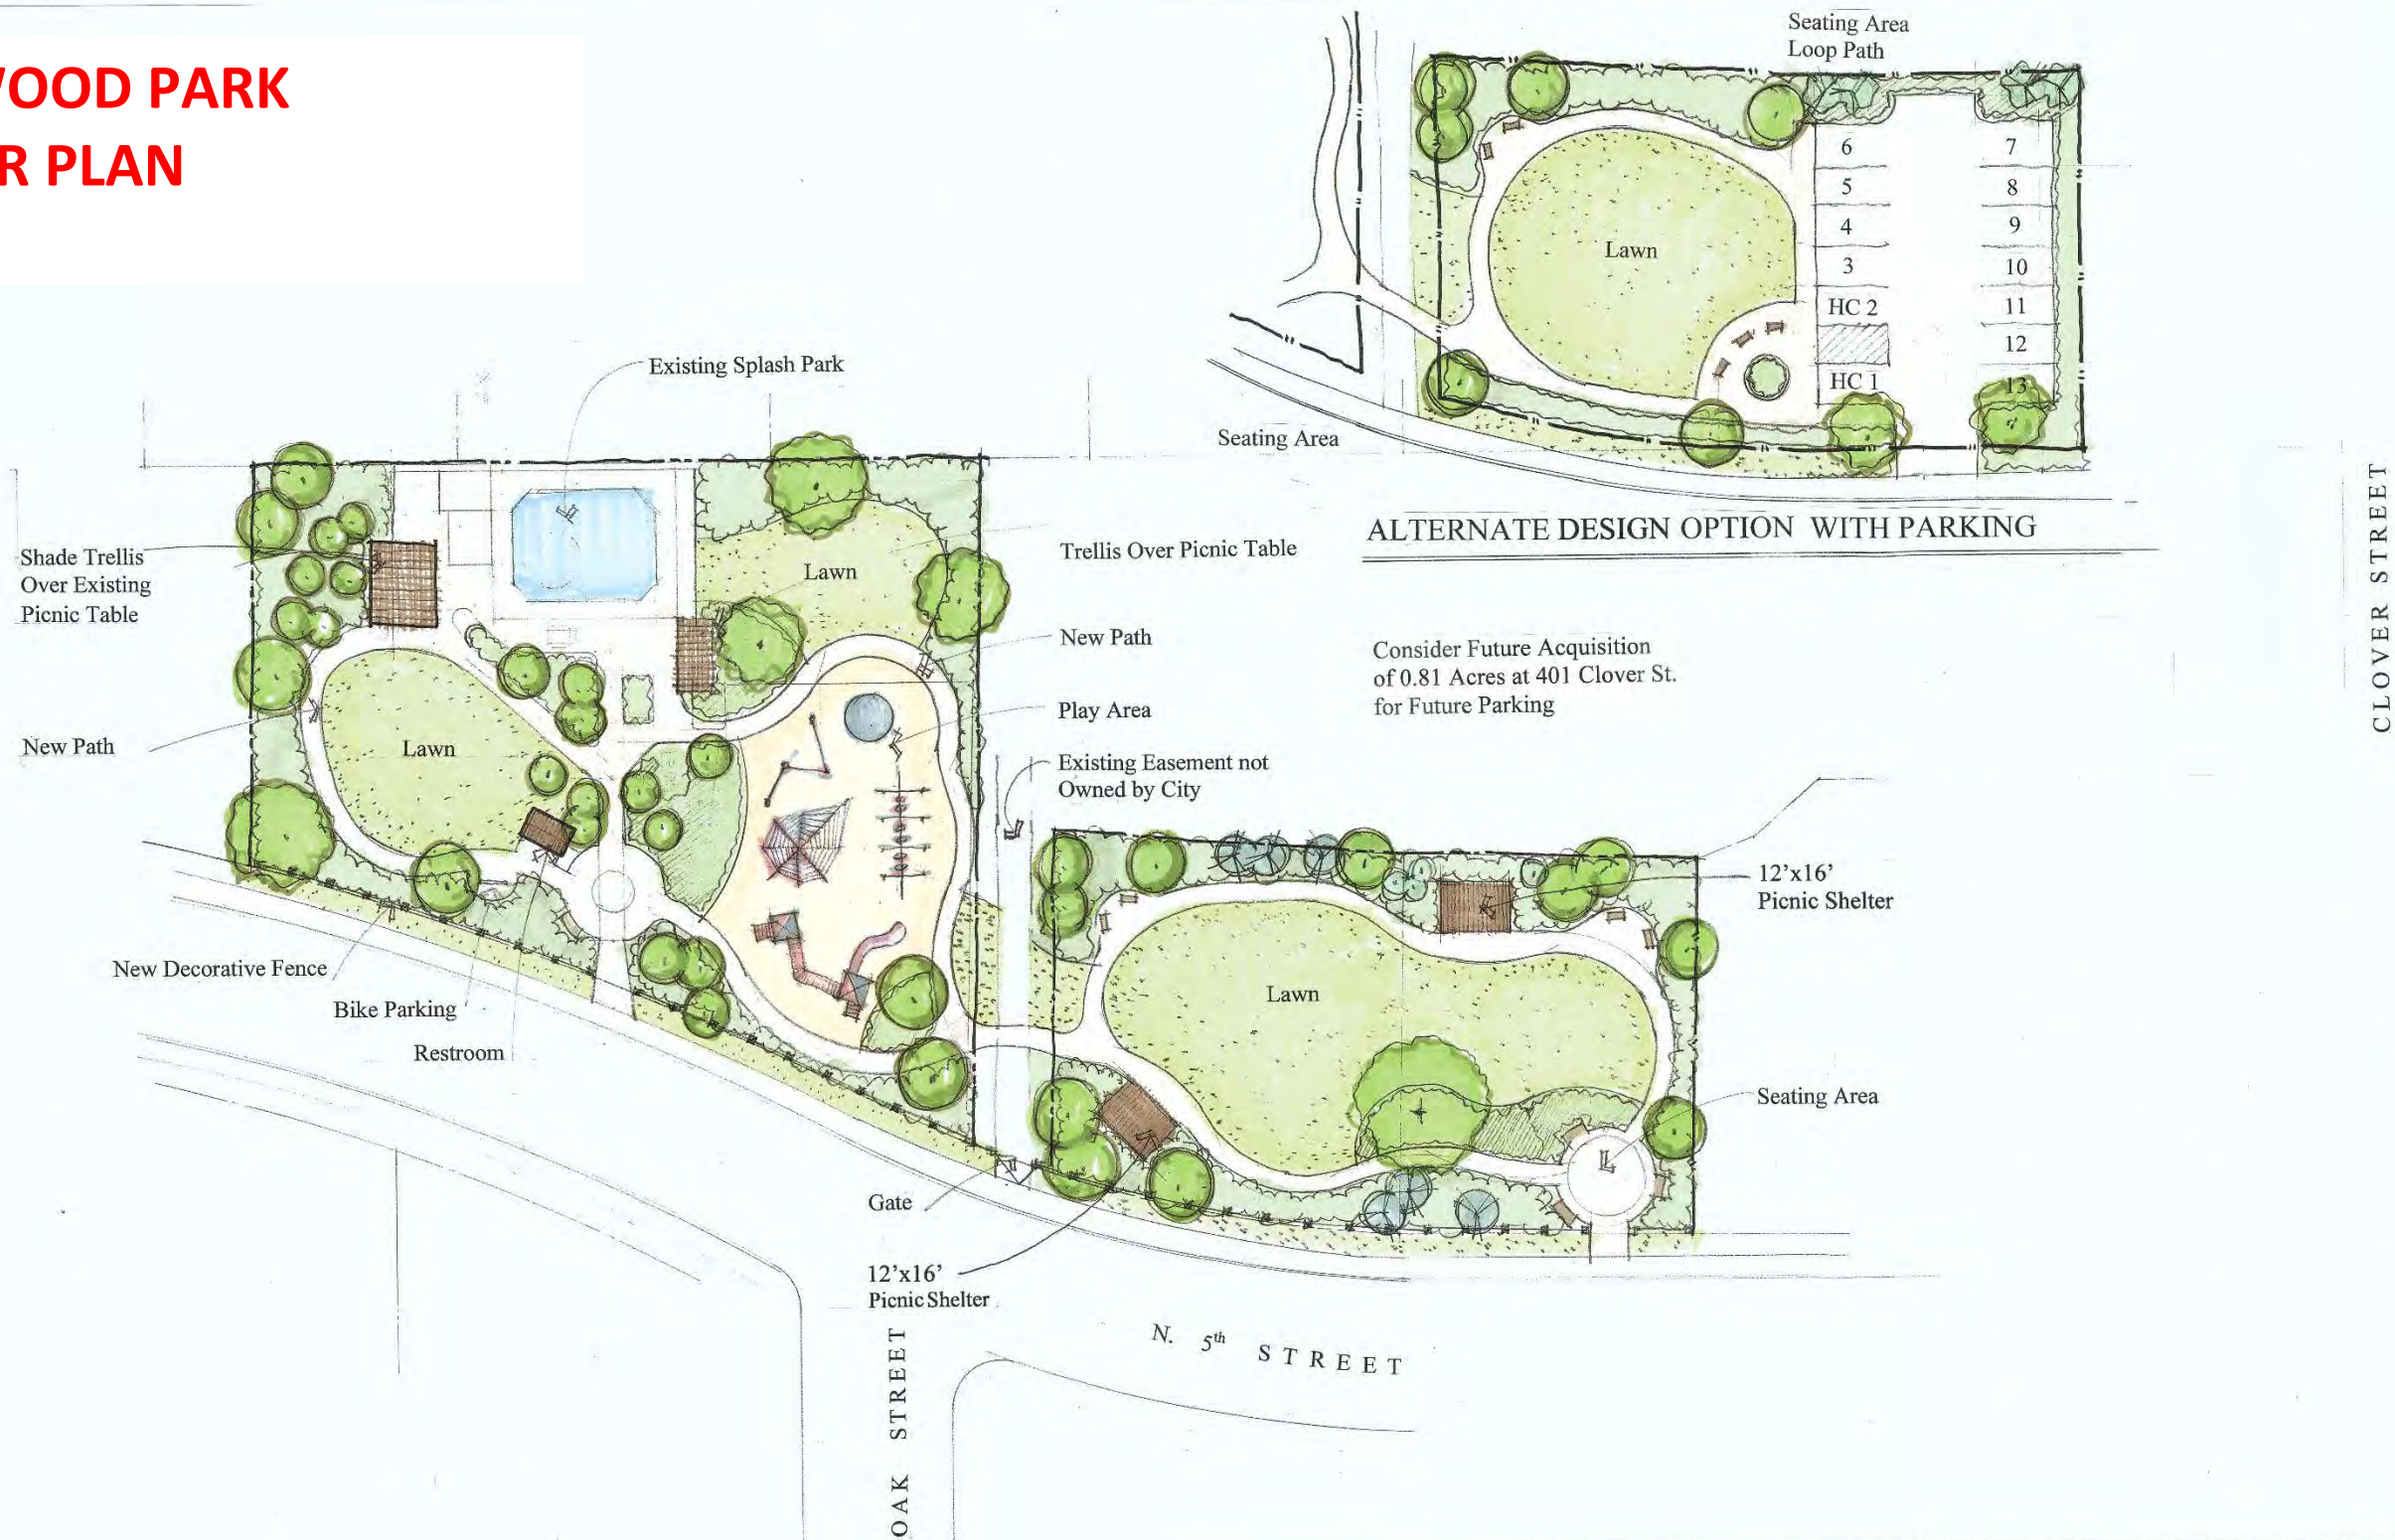 WOOD PARK
R PLAN
Seating Area
Loop Path
6
5
4
3
HC 2
HC 1
7
8
9
10
11
12
13
Lawn
Seating Area
ALTERNATE DESIGN OPTION WITH PARKING
Consider Future Acquisition
of 0.81 Acres at 401 Clover St.
for Future Parking
CLOVER STREET
Existing Splash Park
Shade Trellis
Over Existing
Picnic Table
Lawn
Trellis Over Picnic Table
New Path
Play Area
New Path
Lawn
Existing Easement not
Owned by City
12'x16'
Picnic Shelter
New Decorative Fence
Bike Parking
Restroom
Lawn
Seating Area
Gate
12'x16'
Picnic Shelter
N. 5th STREET
OAK STREET